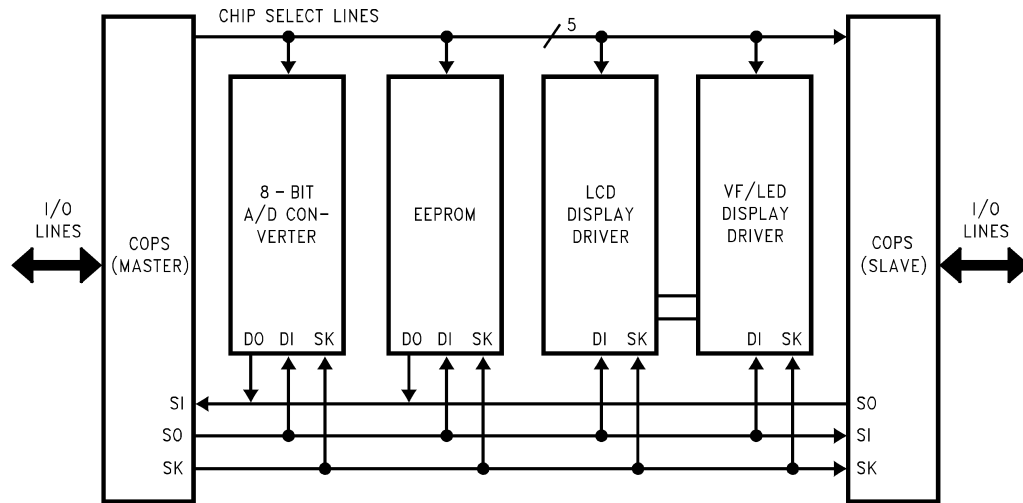 CHIP SELECT LINES
5
8 - BIT
A/D CON-
VERTER
EEPROM
LCD
DISPLAY
DRIVER
VF/LED
DISPLAY
DRIVER
I/O
LINES
COPS
(MASTER)
COPS
(SLAVE)
I/O
LINES
DO DI SK
DO DI SK
DI SK
DI SK
SI
SO
SO
SI
SK
SK